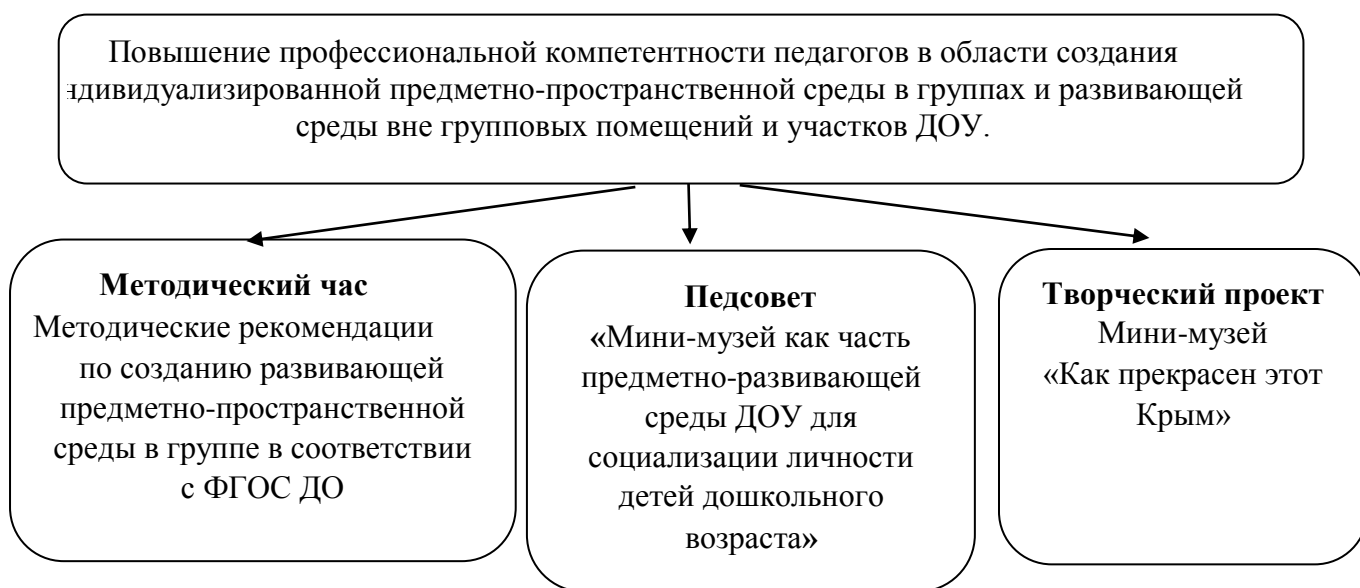 Повышение профессиональной компетентности педагогов в области создания
ндивидуализированной предметно-пространственной среды в группах и развивающей
среды вне групповых помещений и участков ДОУ.
Методический час
Методические рекомендации
по созданию развивающей
предметно-пространственной
среды в группе в соответствии
с ФГОС ДО
Педсовет
«Мини-музей как часть
предметно-развивающей
среды ДОУ для
социализации личности
детей дошкольного
возраста»
Творческий проект
Мини-музей
«Как прекрасен этот
Крым»